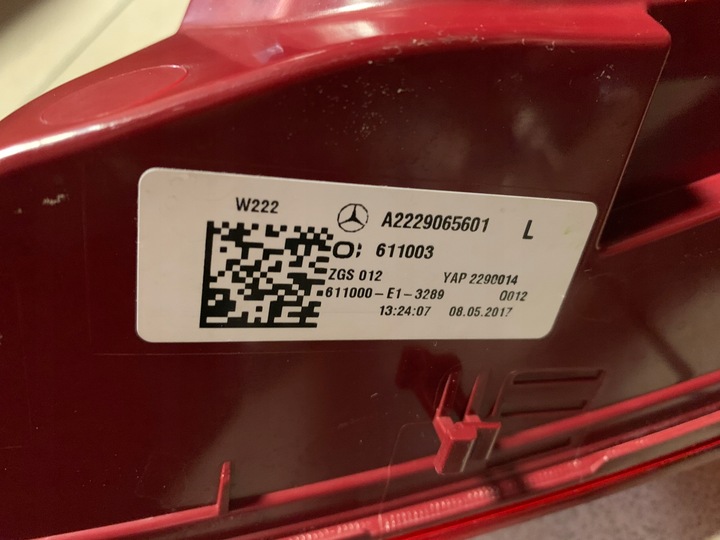 W222 A2229065601 L
O: 611003
ZGS 012 YAP 2290014
611000-E1-3289 0012
13:24:07 08.05.2017